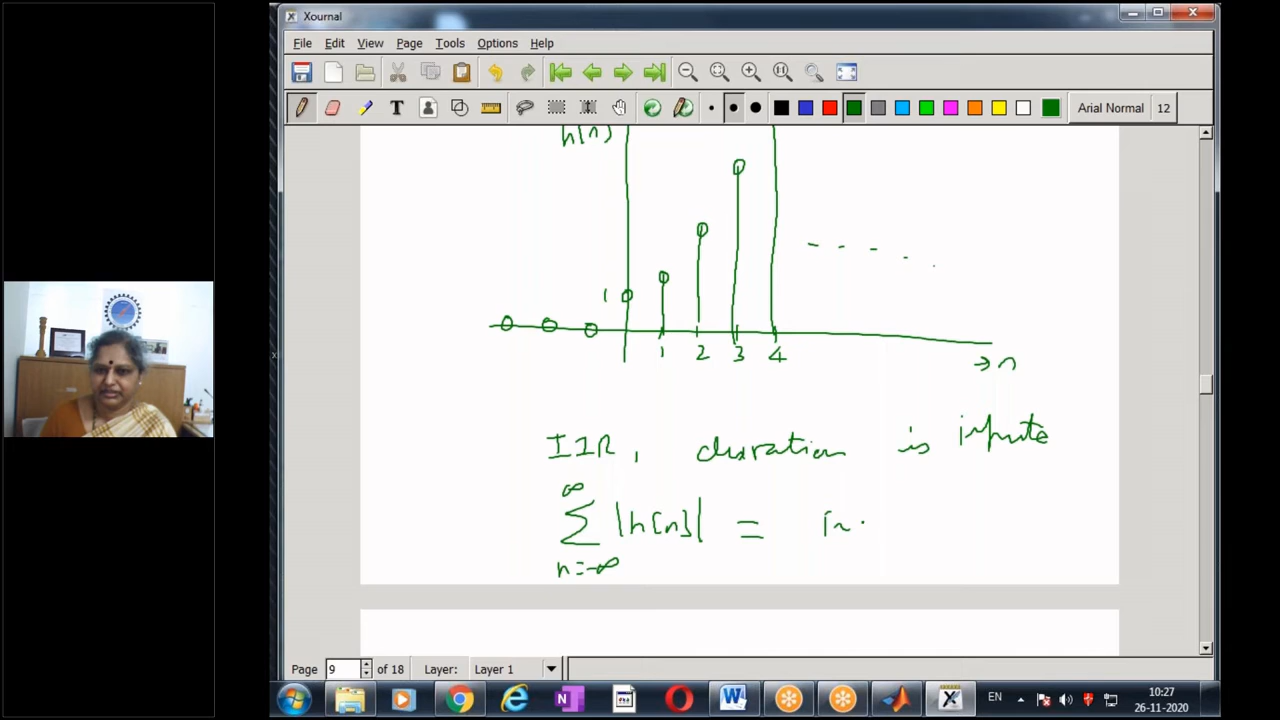 Xournal
File Edit View Page Tools Options Help
Arial Normal 12
h[n]
1
1 2 3 4
→ n
IIR, duration is infinite
∞
∑ |h[n]| =
n=-∞
Page 9 of 18 Layer: Layer 1
EN
10:27
26-11-2020